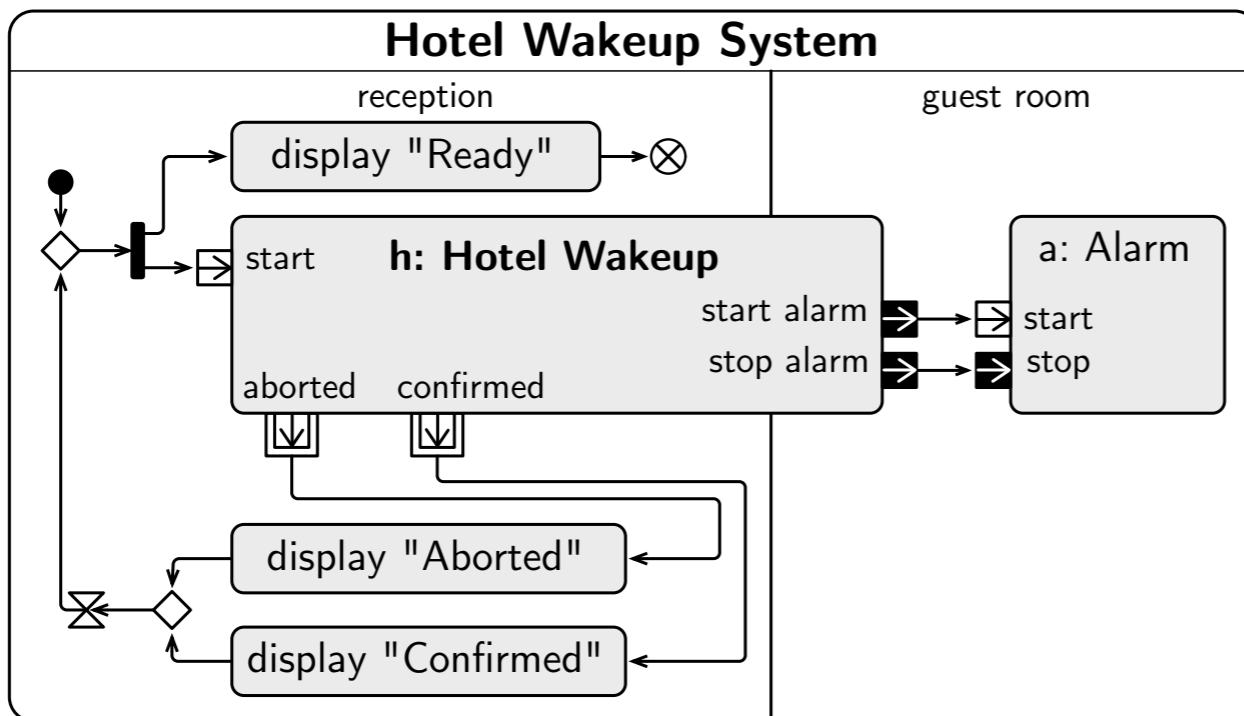 Hotel Wakeup System
reception
guest room
display "Ready"
start
h: Hotel Wakeup
a: Alarm
start alarm
start
stop alarm
stop
aborted
confirmed
display "Aborted"
display "Confirmed"